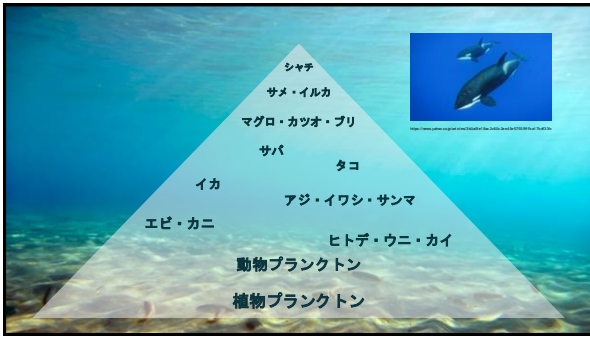 シャチ
サメ・イルカ
マグロ・カツオ・ブリ
サバ
タコ
イカ
アジ・イワシ・サンマ
エビ・カニ
ヒトデ・ウニ・カイ
動物プランクトン
植物プランクトン